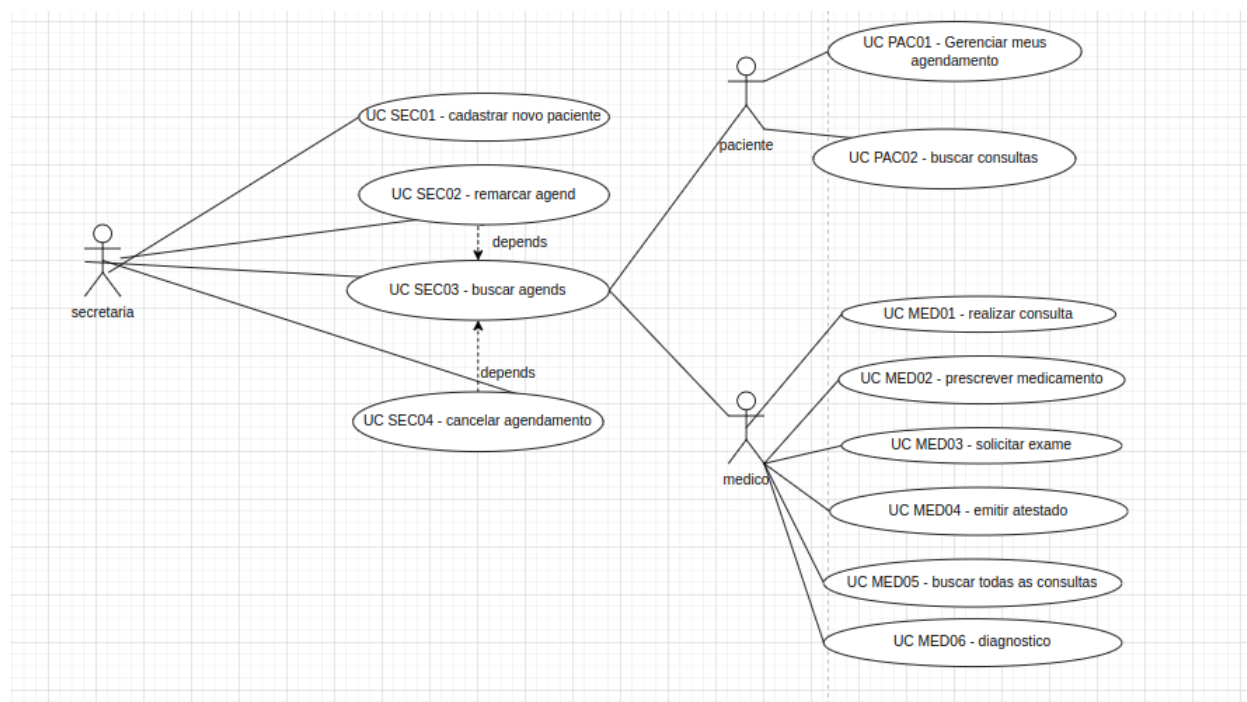 UC PAC01 - Gerenciar meus
agendamento
paciente
UC PAC02 - buscar consultas
UC SEC01 - cadastrar novo paciente
UC SEC02 - remarcar agend
depends
UC SEC03 - buscar agends
secretaria
depends
UC SEC04 - cancelar agendamento
UC MED01 - realizar consulta
UC MED02 - prescrever medicamento
UC MED03 - solicitar exame
medico
UC MED04 - emitir atestado
UC MED05 - buscar todas as consultas
UC MED06 - diagnostico